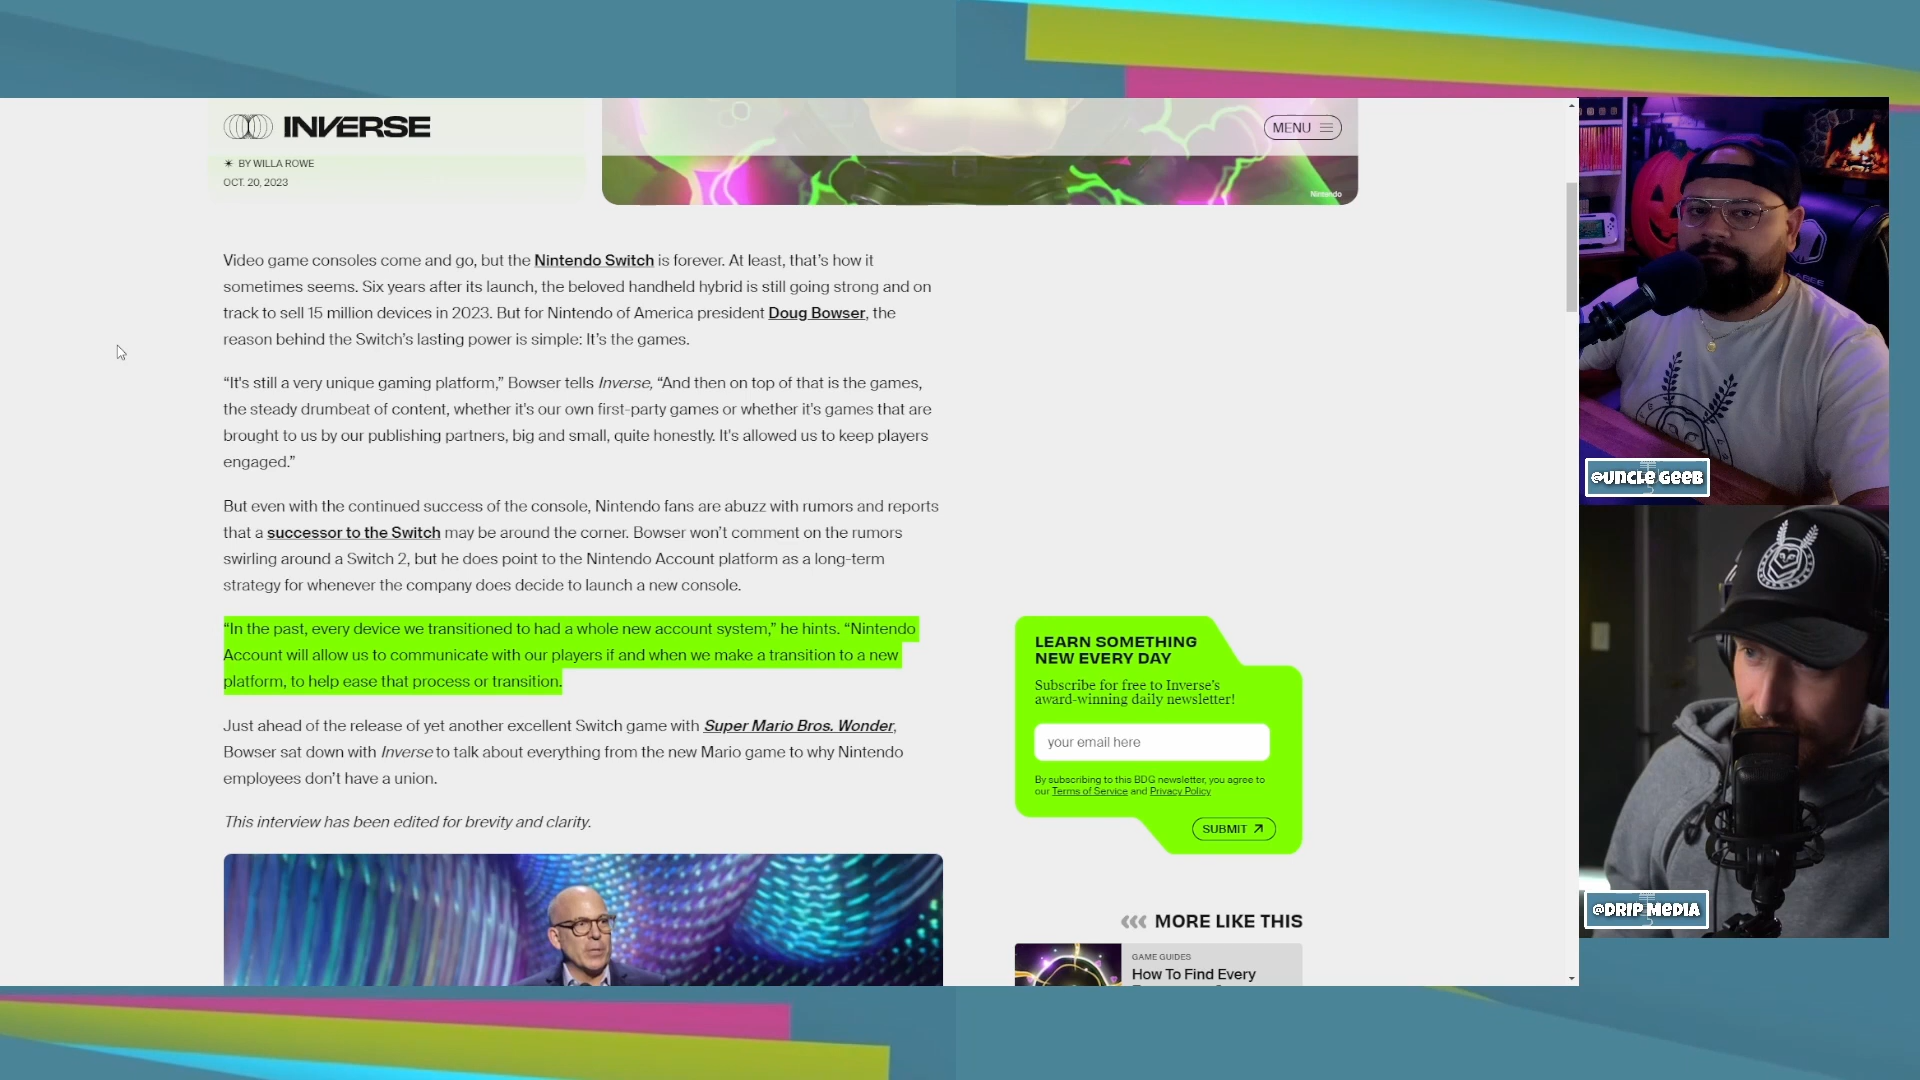 INVERSE
MENU
BY WILLA ROWE
OCT. 20, 2023
Nintendo
Video game consoles come and go, but the Nintendo Switch is forever. At least, that’s how it
sometimes seems. Six years after its launch, the beloved handheld hybrid is still going strong and on
track to sell 15 million devices in 2023. But for Nintendo of America president Doug Bowser, the
reason behind the Switch’s lasting power is simple: It’s the games.
“It's still a very unique gaming platform,” Bowser tells Inverse, “And then on top of that is the games,
the steady drumbeat of content, whether it's our own first-party games or whether it's games that are
brought to us by our publishing partners, big and small, quite honestly. It's allowed us to keep players
engaged.”
But even with the continued success of the console, Nintendo fans are abuzz with rumors and reports
that a successor to the Switch may be around the corner. Bowser won’t comment on the rumors
swirling around a Switch 2, but he does point to the Nintendo Account platform as a long-term
strategy for whenever the company does decide to launch a new console.
“In the past, every device we transitioned to had a whole new account system,” he hints. “Nintendo
Account will allow us to communicate with our players if and when we make a transition to a new
platform, to help ease that process or transition.
Just ahead of the release of yet another excellent Switch game with Super Mario Bros. Wonder,
Bowser sat down with Inverse to talk about everything from the new Mario game to why Nintendo
employees don’t have a union.
This interview has been edited for brevity and clarity.
LEARN SOMETHING
NEW EVERY DAY
Subscribe for free to Inverse’s
award-winning daily newsletter!
your email here
By subscribing to this BDG newsletter, you agree to
our Terms of Service and Privacy Policy
SUBMIT
MORE LIKE THIS
GAME GUIDES
How To Find Every
@UNCLE GEEB
@DRIP MEDIA